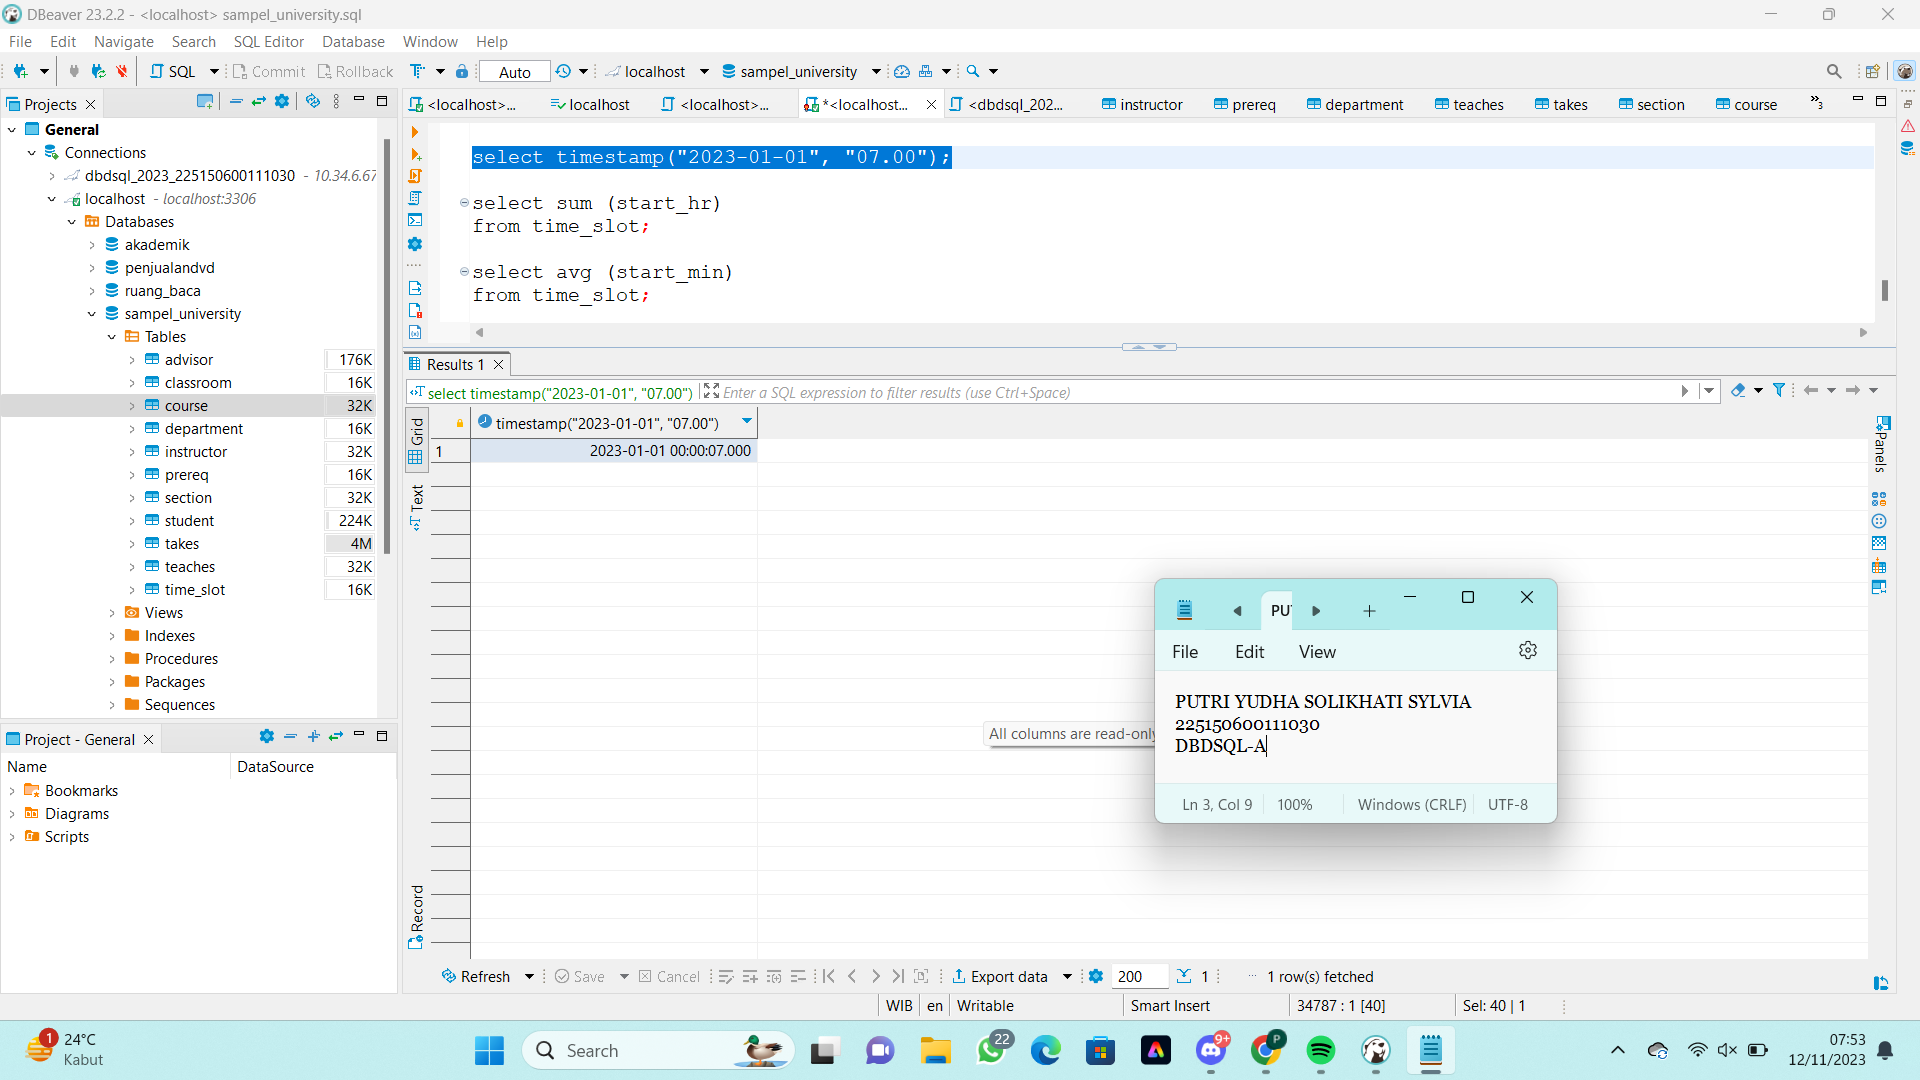 DBeaver 23.2.2 - <localhost> sampel_university.sql
File Edit Navigate Search SQL Editor Database Window Help
SQL Commit Rollback Auto localhost sampel_university
Projects
<localhost>... localhost <localhost>... *<localhost... <dbdsql_202... instructor prereq department teaches takes section course »3
General
Connections
dbdsql_2023_225150600111030 - 10.34.6.67
localhost - localhost:3306
Databases
akademik
penjualandvd
ruang_baca
sampel_university
Tables
advisor 176K
classroom 16K
course 32K
department 16K
instructor 32K
prereq 16K
section 32K
student 224K
takes 4M
teaches 32K
time_slot 16K
Views
Indexes
Procedures
Packages
Sequences
Project - General
Name DataSource
Bookmarks
Diagrams
Scripts
select timestamp("2023-01-01", "07.00");
select sum (start_hr)
from time_slot;
select avg (start_min)
from time_slot;
Results 1
select timestamp("2023-01-01", "07.00") Enter a SQL expression to filter results (use Ctrl+Space)
Grid
Text
Record
timestamp("2023-01-01", "07.00")
1 2023-01-01 00:00:07.000
Panels
All columns are read-only
PU
File Edit View
PUTRI YUDHA SOLIKHATI SYLVIA
225150600111030
DBDSQL-A
Ln 3, Col 9 100% Windows (CRLF) UTF-8
Refresh Save Cancel Export data 200 1 ... 1 row(s) fetched
WIB en Writable Smart Insert 34787 : 1 [40] Sel: 40 | 1
1 24°C
Kabut
Search
22
9+
P
07:53
12/11/2023